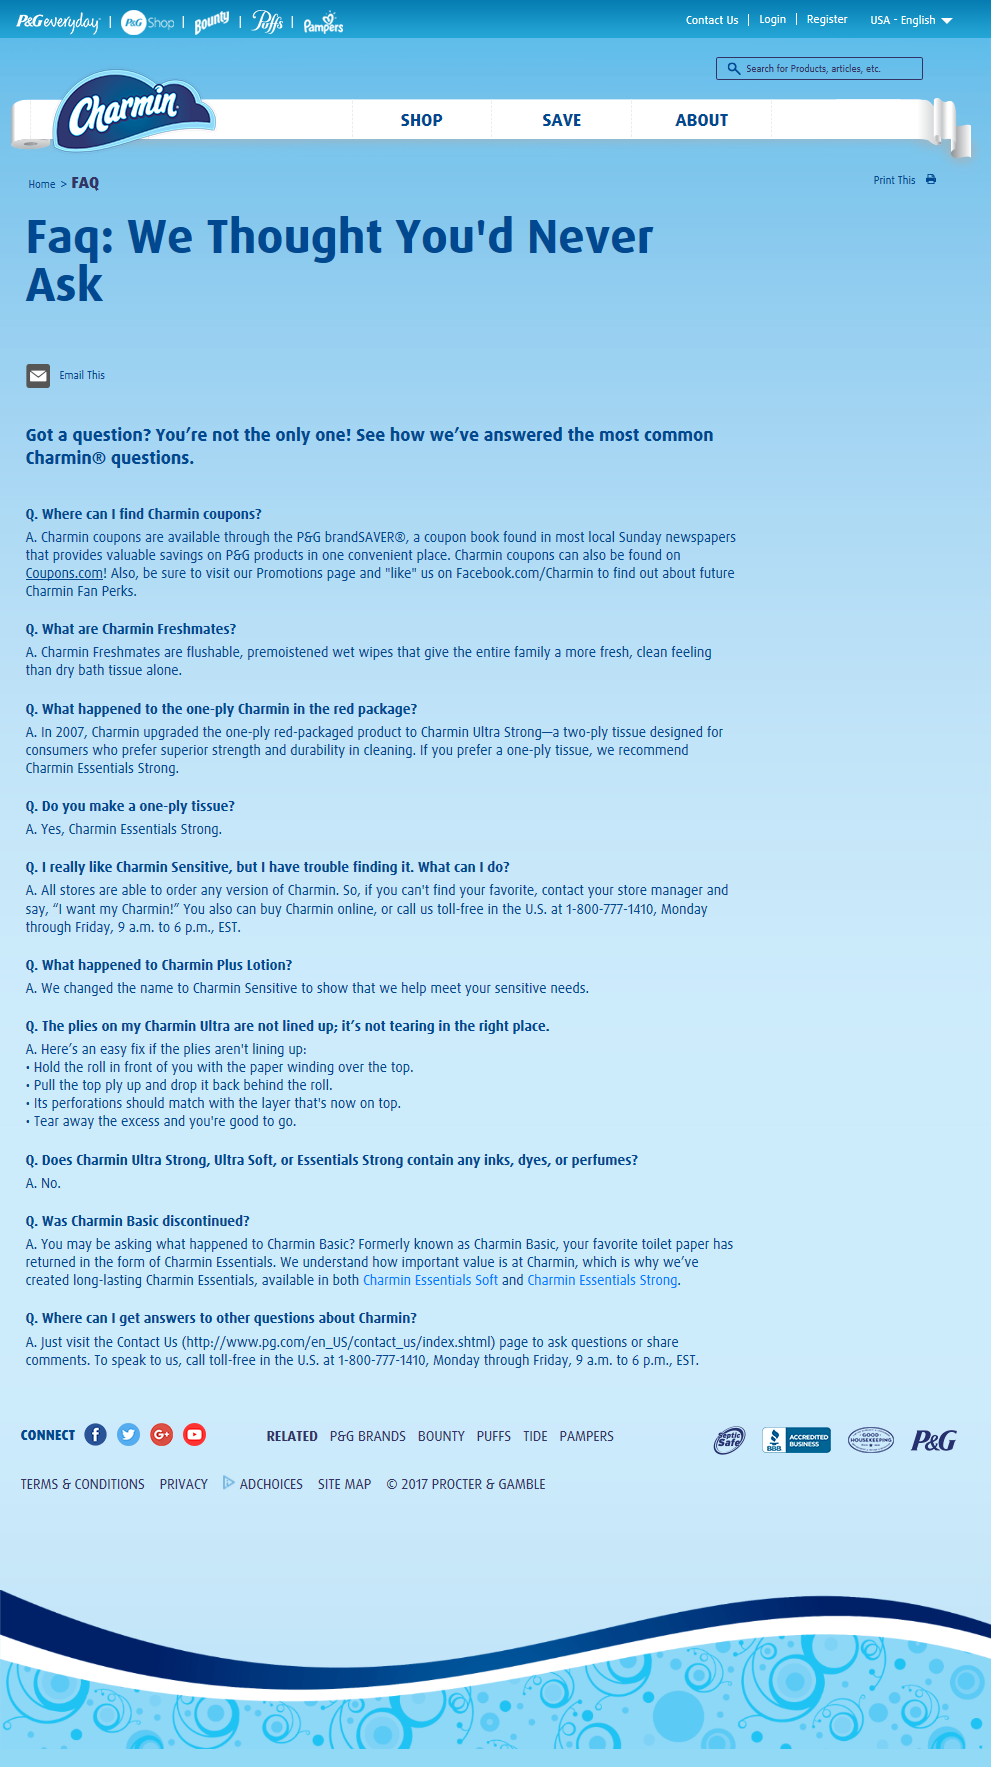 P&G everyday | P&G Shop | Bounty | Puffs | Pampers
Contact Us | Login | Register USA - English
Search for Products, articles, etc.
Charmin
SHOP SAVE ABOUT
Home > FAQ
Print This
Faq: We Thought You'd Never
Ask
Email This
Got a question? You’re not the only one! See how we’ve answered the most common
Charmin® questions.
Q. Where can I find Charmin coupons?
A. Charmin coupons are available through the P&G brandSAVER®, a coupon book found in most local Sunday newspapers
that provides valuable savings on P&G products in one convenient place. Charmin coupons can also be found on
Coupons.com! Also, be sure to visit our Promotions page and "like" us on Facebook.com/Charmin to find out about future
Charmin Fan Perks.
Q. What are Charmin Freshmates?
A. Charmin Freshmates are flushable, premoistened wet wipes that give the entire family a more fresh, clean feeling
than dry bath tissue alone.
Q. What happened to the one-ply Charmin in the red package?
A. In 2007, Charmin upgraded the one-ply red-packaged product to Charmin Ultra Strong—a two-ply tissue designed for
consumers who prefer superior strength and durability in cleaning. If you prefer a one-ply tissue, we recommend
Charmin Essentials Strong.
Q. Do you make a one-ply tissue?
A. Yes, Charmin Essentials Strong.
Q. I really like Charmin Sensitive, but I have trouble finding it. What can I do?
A. All stores are able to order any version of Charmin. So, if you can't find your favorite, contact your store manager and
say, “I want my Charmin!” You also can buy Charmin online, or call us toll-free in the U.S. at 1-800-777-1410, Monday
through Friday, 9 a.m. to 6 p.m., EST.
Q. What happened to Charmin Plus Lotion?
A. We changed the name to Charmin Sensitive to show that we help meet your sensitive needs.
Q. The plies on my Charmin Ultra are not lined up; it’s not tearing in the right place.
A. Here’s an easy fix if the plies aren't lining up:
• Hold the roll in front of you with the paper winding over the top.
• Pull the top ply up and drop it back behind the roll.
• Its perforations should match with the layer that's now on top.
• Tear away the excess and you're good to go.
Q. Does Charmin Ultra Strong, Ultra Soft, or Essentials Strong contain any inks, dyes, or perfumes?
A. No.
Q. Was Charmin Basic discontinued?
A. You may be asking what happened to Charmin Basic? Formerly known as Charmin Basic, your favorite toilet paper has
returned in the form of Charmin Essentials. We understand how important value is at Charmin, which is why we’ve
created long-lasting Charmin Essentials, available in both Charmin Essentials Soft and Charmin Essentials Strong.
Q. Where can I get answers to other questions about Charmin?
A. Just visit the Contact Us (http://www.pg.com/en_US/contact_us/index.shtml) page to ask questions or share
comments. To speak to us, call toll-free in the U.S. at 1-800-777-1410, Monday through Friday, 9 a.m. to 6 p.m., EST.
CONNECT RELATED P&G BRANDS BOUNTY PUFFS TIDE PAMPERS
Septic Safe
BBB ACCREDITED BUSINESS
GOOD HOUSEKEEPING
P&G
TERMS & CONDITIONS PRIVACY ADCHOICES SITE MAP © 2017 PROCTER & GAMBLE